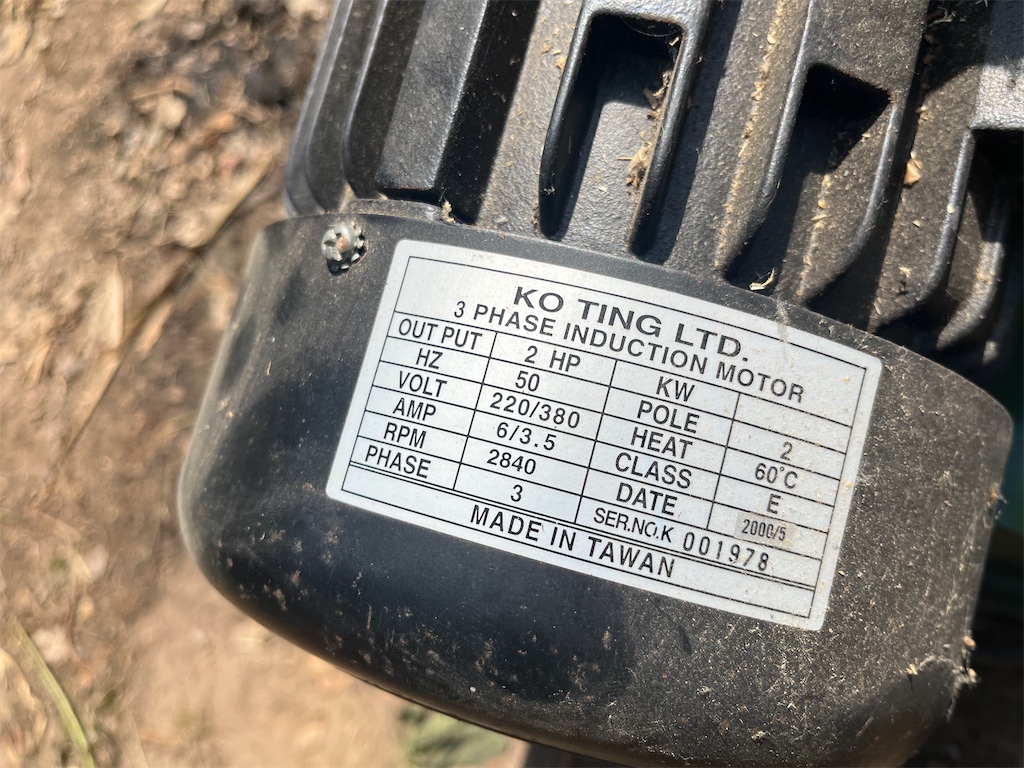 KO TING LTD.
3 PHASE INDUCTION MOTOR
OUT PUT 2 HP KW
HZ 50 POLE 2
VOLT 220/380 HEAT 60°C
AMP 6/3.5 CLASS E
RPM 2840 DATE 2000/5
PHASE 3 SER.NO.K 001978
MADE IN TAWAN